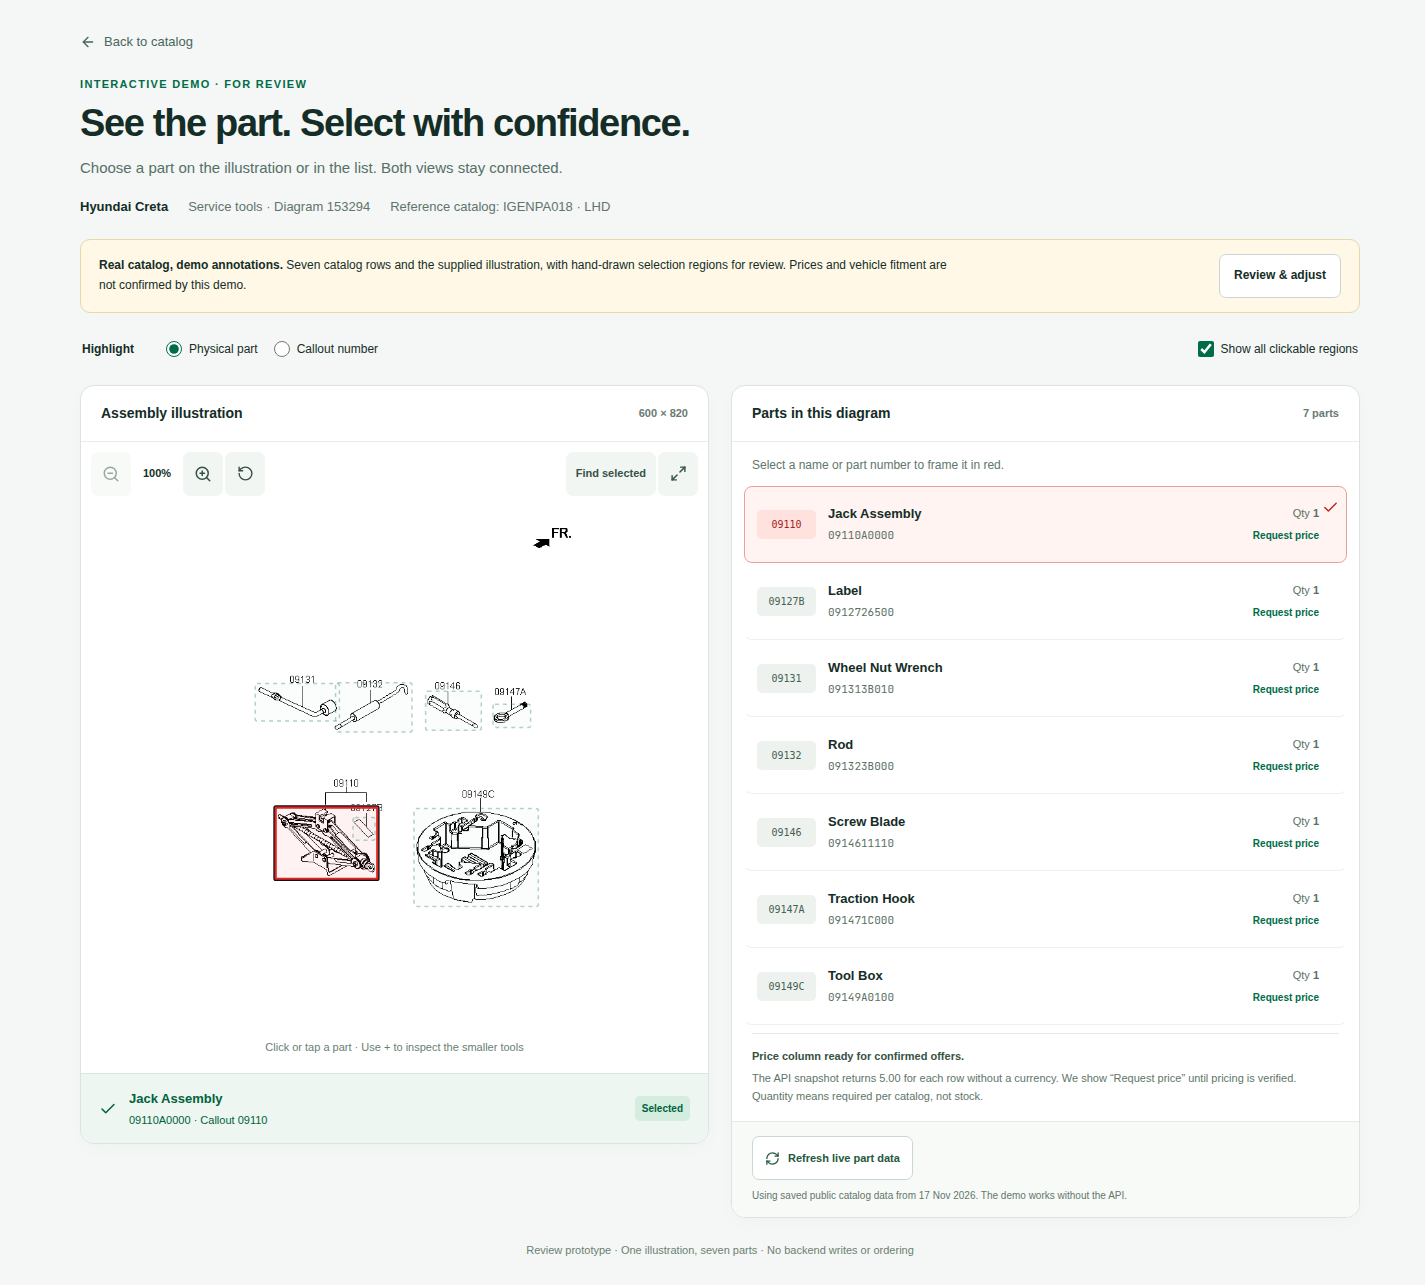 Back to catalog
INTERACTIVE DEMO · FOR REVIEW
See the part. Select with confidence.
Choose a part on the illustration or in the list. Both views stay connected.
Hyundai Creta Service tools · Diagram 153294 Reference catalog: IGENPA018 · LHD
Real catalog, demo annotations. Seven catalog rows and the supplied illustration, with hand-drawn selection regions for review. Prices and vehicle fitment are
not confirmed by this demo.
Review & adjust
Highlight Physical part Callout number Show all clickable regions
Assembly illustration 600 × 820
100% Find selected
FR.
09131 09132 09146 09147A
09110
09127B
09149C
Click or tap a part · Use + to inspect the smaller tools
Jack Assembly
09110A0000 · Callout 09110
Selected
Parts in this diagram 7 parts
Select a name or part number to frame it in red.
09110 Jack Assembly Qty 1
09110A0000 Request price
09127B Label Qty 1
0912726500 Request price
09131 Wheel Nut Wrench Qty 1
091313B010 Request price
09132 Rod Qty 1
091323B000 Request price
09146 Screw Blade Qty 1
0914611110 Request price
09147A Traction Hook Qty 1
091471C000 Request price
09149C Tool Box Qty 1
09149A0100 Request price
Price column ready for confirmed offers.
The API snapshot returns 5.00 for each row without a currency. We show “Request price” until pricing is verified.
Quantity means required per catalog, not stock.
Refresh live part data
Using saved public catalog data from 17 Nov 2026. The demo works without the API.
Review prototype · One illustration, seven parts · No backend writes or ordering